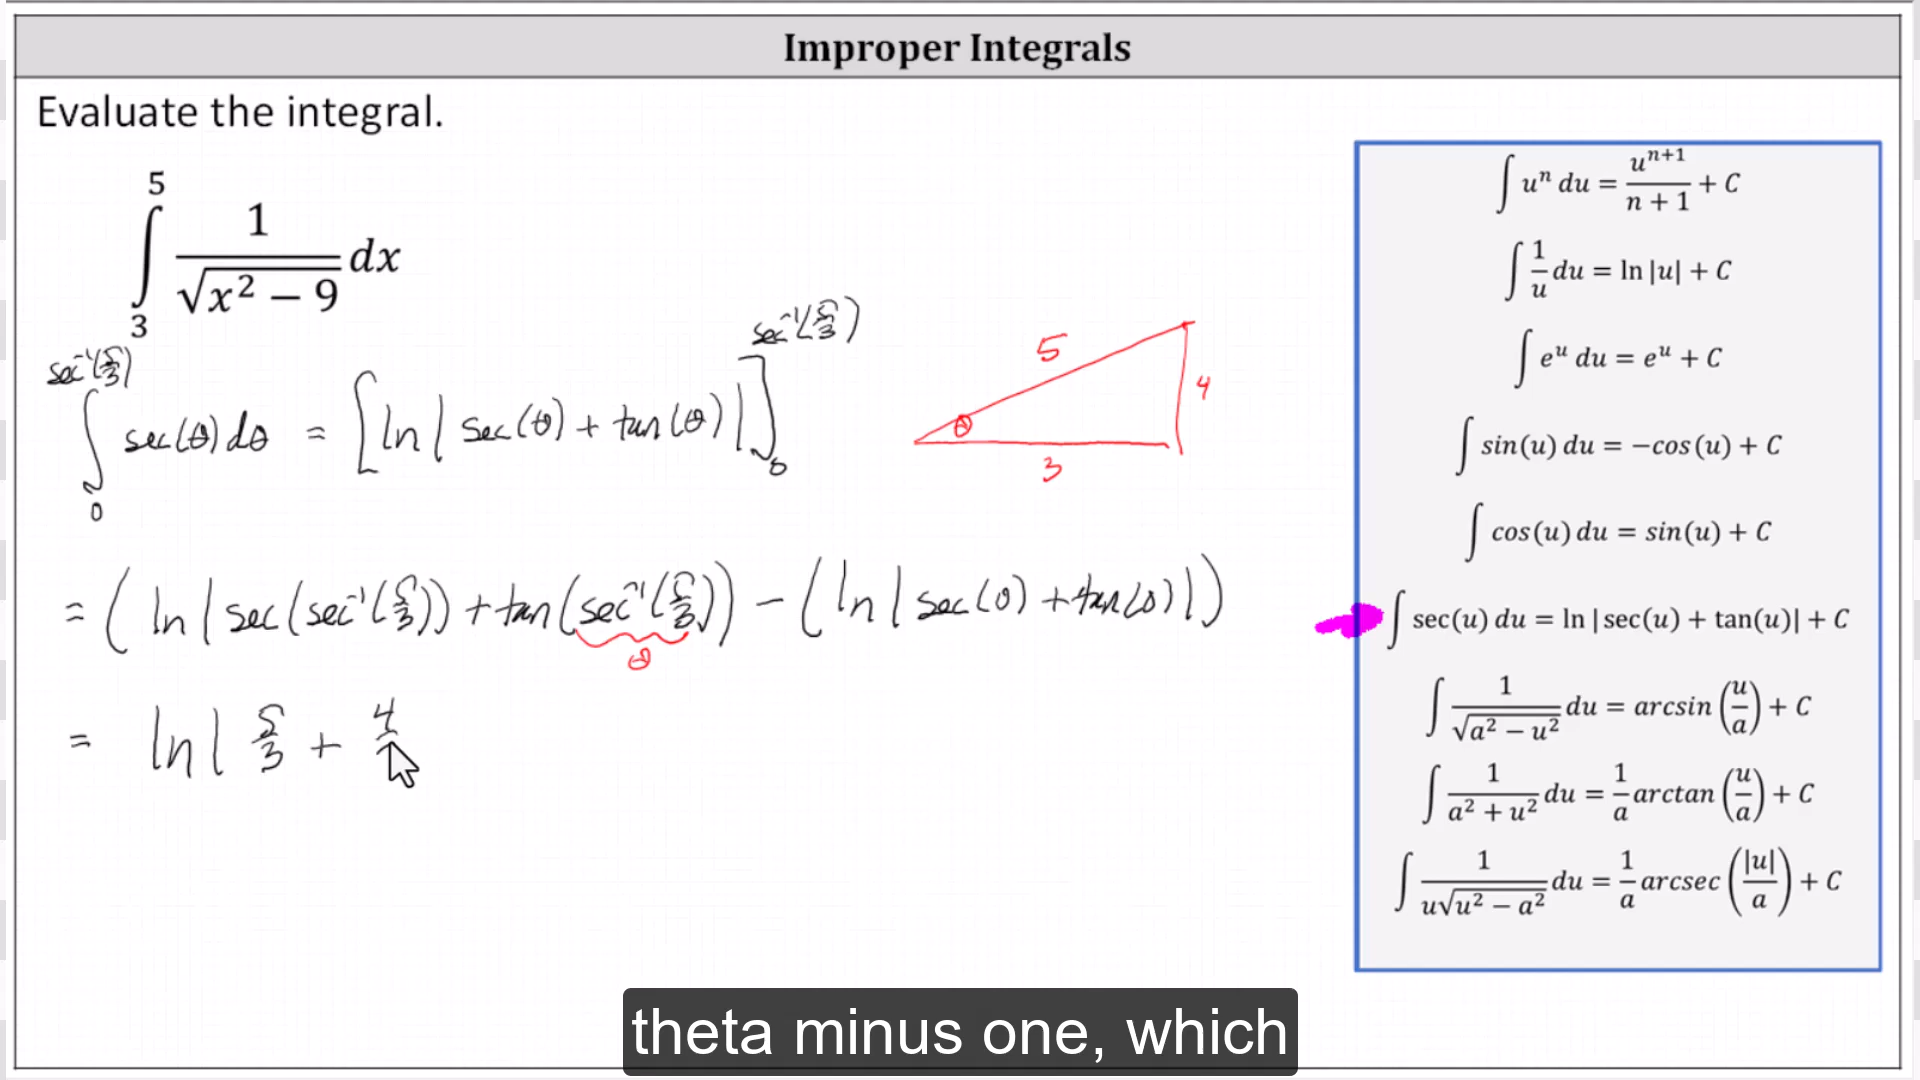 Improper Integrals
Evaluate the integral.
∫₃⁵ 1/√(x² − 9) dx
∫₀^(sec⁻¹(5/3)) sec(θ) dθ = [ln | sec(θ) + tan(θ) |]₀^(sec⁻¹(5/3))
5
4
θ
3
= ( ln | sec(sec⁻¹(5/3)) + tan(sec⁻¹(5/3)) ) − ( ln | sec(0) + tan(0) | )
θ
= ln | 5/3 + 4
∫ uⁿ du = uⁿ⁺¹/(n + 1) + C
∫ 1/u du = ln |u| + C
∫ eᵘ du = eᵘ + C
∫ sin(u) du = −cos(u) + C
∫ cos(u) du = sin(u) + C
∫ sec(u) du = ln | sec(u) + tan(u)| + C
∫ 1/√(a² − u²) du = arcsin (u/a) + C
∫ 1/(a² + u²) du = 1/a arctan (u/a) + C
∫ 1/(u√(u² − a²)) du = 1/a arcsec (|u|/a) + C
theta minus one, which